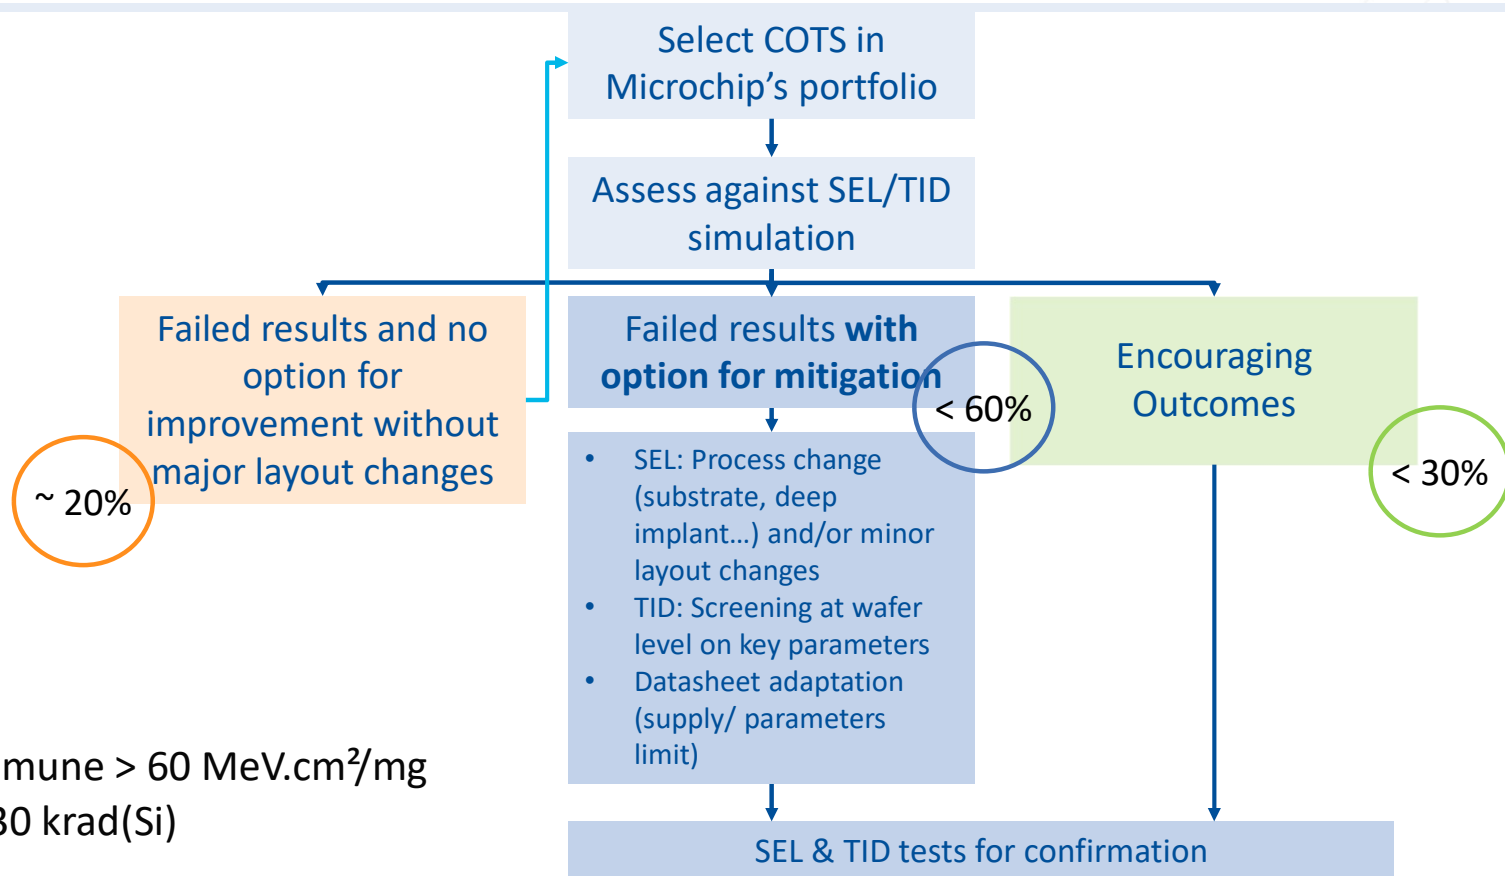 Select COTS in
Microchip's portfolio
Assess against SEL/TID
simulation
Failed results and no
option for
improvement without
major layout changes
~ 20%
Failed results with
option for mitigation
< 60%
Encouraging
Outcomes
< 30%
• SEL: Process change
(substrate, deep
implant…) and/or minor
layout changes
• TID: Screening at wafer
level on key parameters
• Datasheet adaptation
(supply/ parameters
limit)
mune > 60 MeV.cm²/mg
30 krad(Si)
SEL & TID tests for confirmation